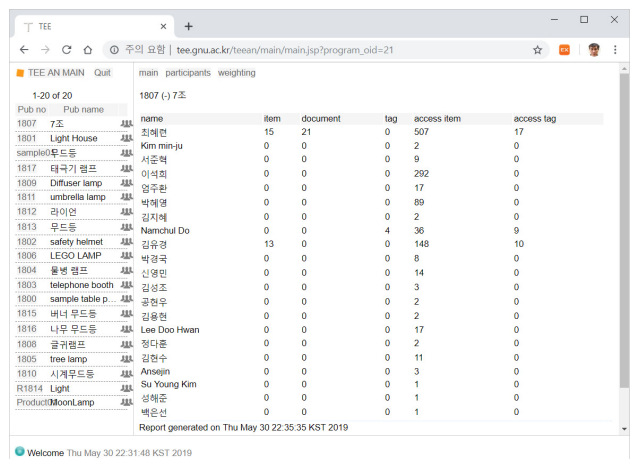 TEE
주의 요함 | tee.gnu.ac.kr/teean/main/main.jsp?program_oid=21
TEE AN MAIN Quit
main participants weighting
1-20 of 20
1807 (-) 7조
Pub no Pub name
1807 7조
1801 Light House
sample01 무드등
1817 태극기 램프
1809 Diffuser lamp
1811 umbrella lamp
1812 라이언
1813 무드등
1802 safety helmet
1806 LEGO LAMP
1804 물병 램프
1803 telephone booth
1800 sample table p...
1815 버너 무드등
1816 나무 무드등
1808 글귀램프
1805 tree lamp
1810 시계무드등
R1814 Light
Product0 MoonLamp
name item document tag access item access tag
최혜련 15 21 0 507 17
Kim min-ju 0 0 0 2 0
서준혁 0 0 0 9 0
이석희 0 0 0 292 0
엄주환 0 0 0 17 0
박혜영 0 0 0 89 0
김지혜 0 0 0 2 0
Namchul Do 0 0 4 36 9
김유경 13 0 0 148 10
박경국 0 0 0 8 0
신영민 0 0 0 14 0
김성조 0 0 0 3 0
공현우 0 0 0 2 0
김용현 0 0 0 2 0
Lee Doo Hwan 0 0 0 17 0
정다훈 0 0 0 2 0
김현수 0 0 0 11 0
Ansejin 0 0 0 3 0
Su Young Kim 0 0 0 1 0
성해준 0 0 0 1 0
백은선 0 0 0 1 0
Report generated on Thu May 30 22:35:35 KST 2019
Welcome Thu May 30 22:31:48 KST 2019